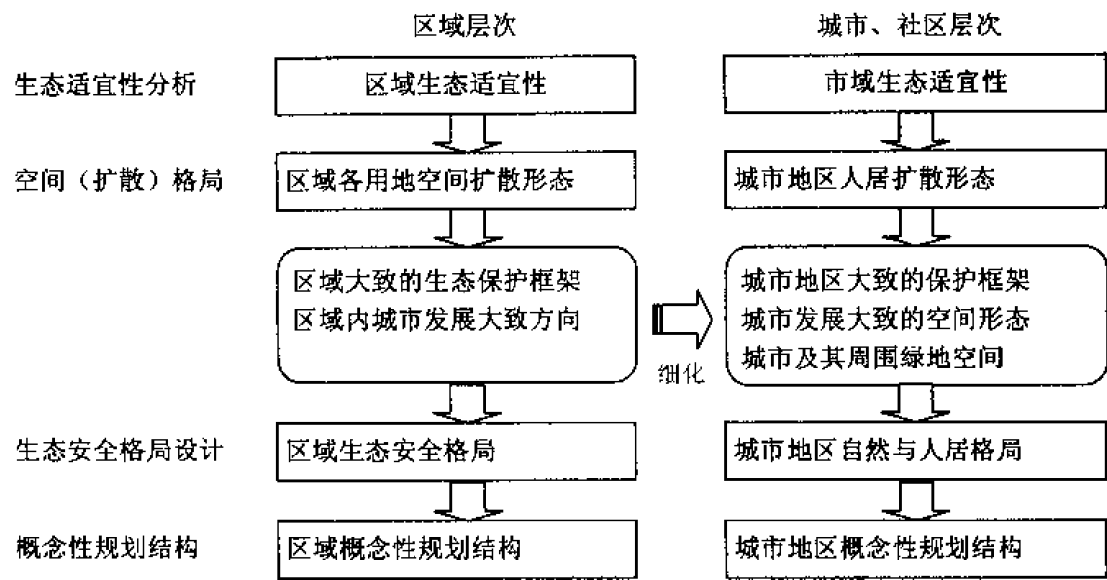 区域层次
城市、社区层次
生态适宜性分析
区域生态适宜性
市域生态适宜性
空间（扩散）格局
区域各用地空间扩散形态
城市地区人居扩散形态
区域大致的生态保护框架
区域内城市发展大致方向
细化
城市地区大致的保护框架
城市发展大致的空间形态
城市及其周围绿地空间
生态安全格局设计
区域生态安全格局
城市地区自然与人居格局
概念性规划结构
区域概念性规划结构
城市地区概念性规划结构